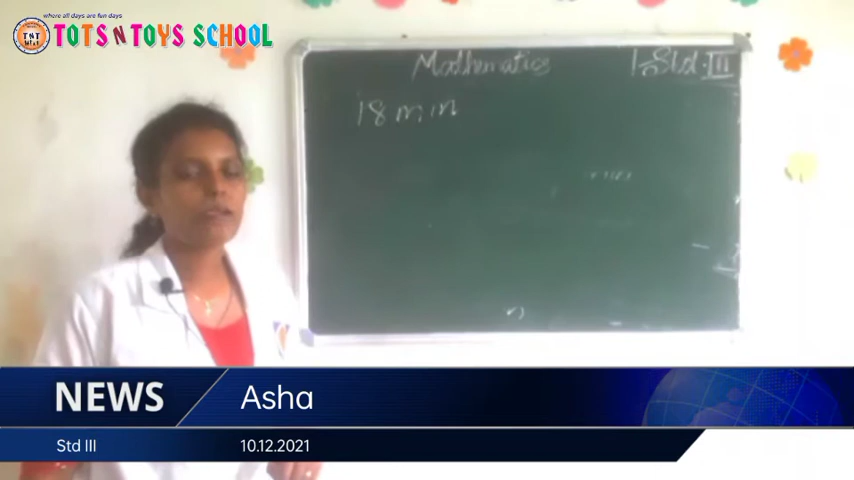 where all days are fun days
TOTS N TOYS SCHOOL
TNT
Mathematics
Std. III
18 min
NEWS
Asha
Std III
10.12.2021